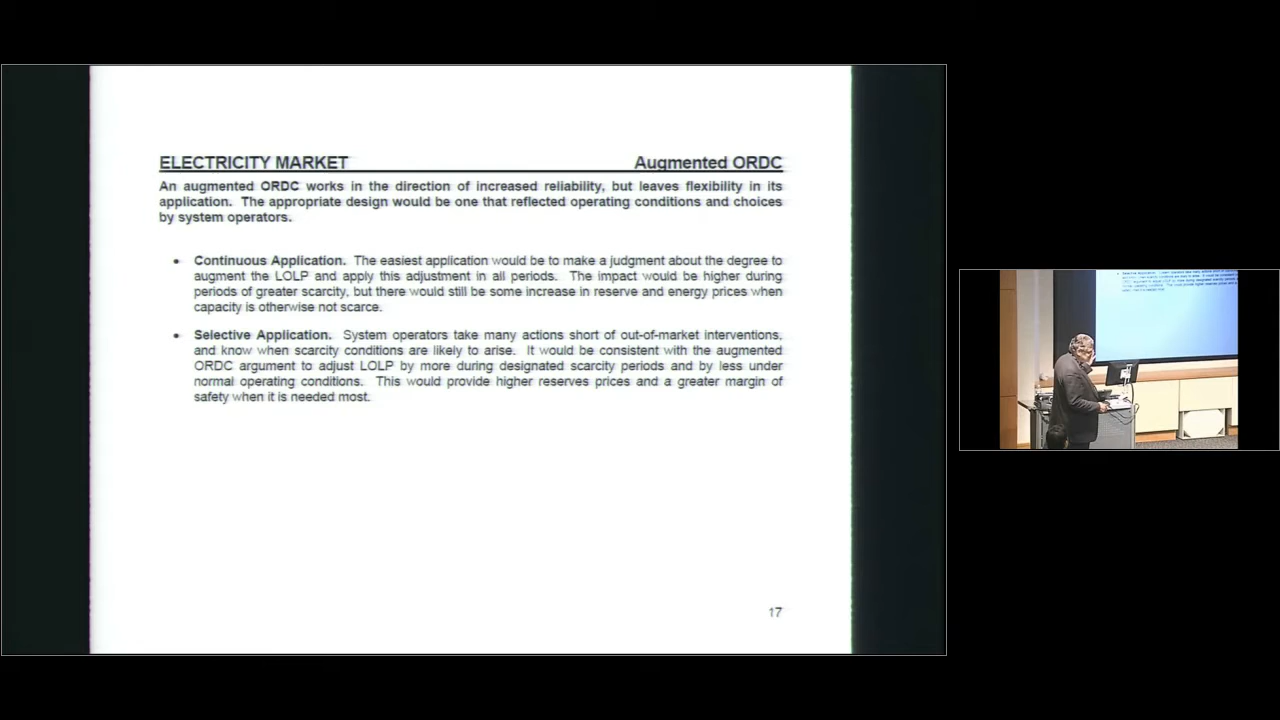 ELECTRICITY MARKET Augmented ORDC
An augmented ORDC works in the direction of increased reliability, but leaves flexibility in its
application. The appropriate design would be one that reflected operating conditions and choices
by system operators.
• Continuous Application. The easiest application would be to make a judgment about the degree to
augment the LOLP and apply this adjustment in all periods. The impact would be higher during
periods of greater scarcity, but there would still be some increase in reserve and energy prices when
capacity is otherwise not scarce.
• Selective Application. System operators take many actions short of out-of-market interventions,
and know when scarcity conditions are likely to arise. It would be consistent with the augmented
ORDC argument to adjust LOLP by more during designated scarcity periods and by less under
normal operating conditions. This would provide higher reserves prices and a greater margin of
safety when it is needed most.
17